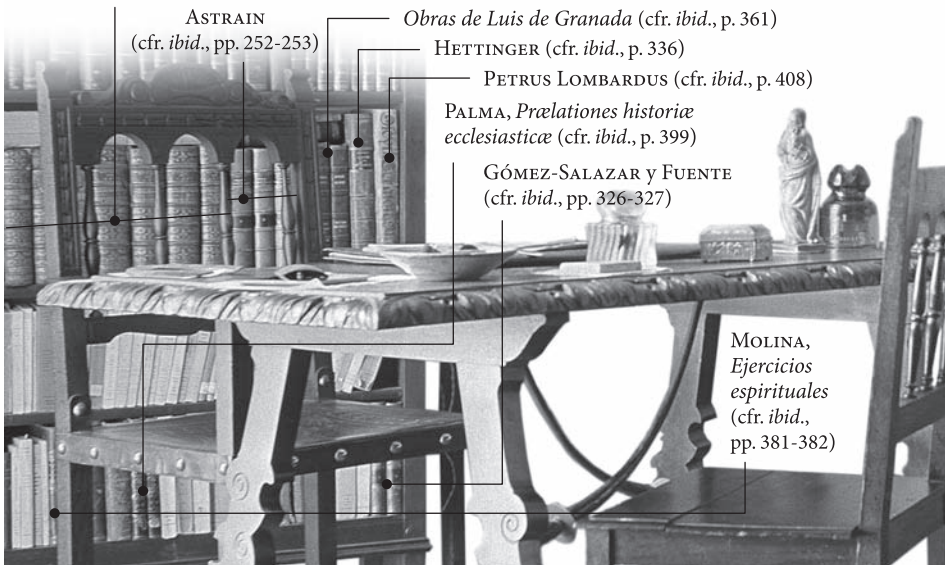 ASTRAIN
(cfr. ibid., pp. 252-253)
Obras de Luis de Granada (cfr. ibid., p. 361)
HETTINGER (cfr. ibid., p. 336)
PETRUS LOMBARDUS (cfr. ibid., p. 408)
PALMA, Prælationes historiæ
ecclesiasticæ (cfr. ibid., p. 399)
GÓMEZ-SALAZAR y FUENTE
(cfr. ibid., pp. 326-327)
MOLINA,
Ejercicios
espirituales
(cfr. ibid.,
pp. 381-382)